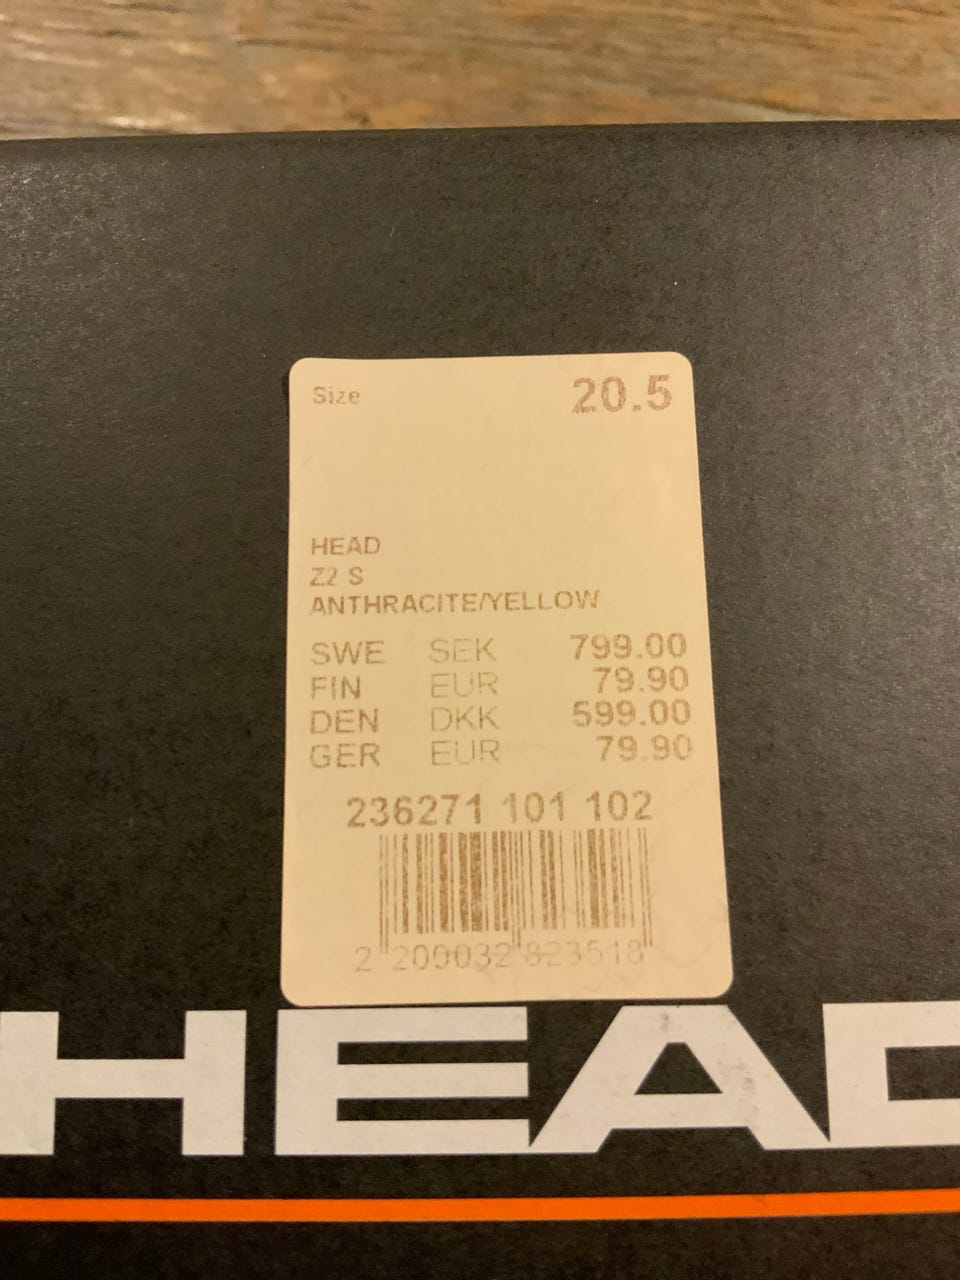 Size 20.5
HEAD
Z2 S
ANTHRACITE/YELLOW
SWE SEK 799.00
FIN EUR 79.90
DEN DKK 599.00
GER EUR 79.90
236271 101 102
2 200032 823518
HEAD